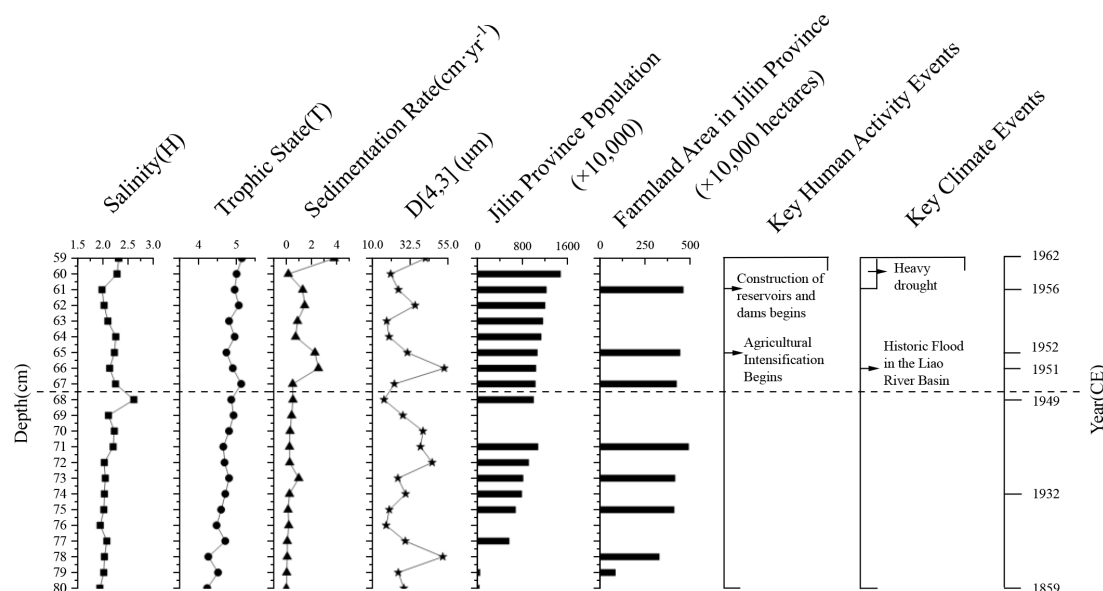 Salinity(H)
Trophic State(T)
Sedimentation Rate(cm·yr⁻¹)
D[4,3] (μm)
Jilin Province Population
(×10,000)
Farmland Area in Jilin Province
(×10,000 hectares)
Key Human Activity Events
Key Climate Events
1.5 2.0 2.5 3.0
4 5
0 2 4
10.0 32.5 55.0
0 800 1600
0 250 500
Depth(cm)
59
60
61
62
63
64
65
66
67
68
69
70
71
72
73
74
75
76
77
78
79
80
Construction of
reservoirs and
dams begins
Agricultural
Intensification
Begins
Heavy
drought
Historic Flood
in the Liao
River Basin
1962
1956
1952
1951
1949
1932
1859
Year(CE)